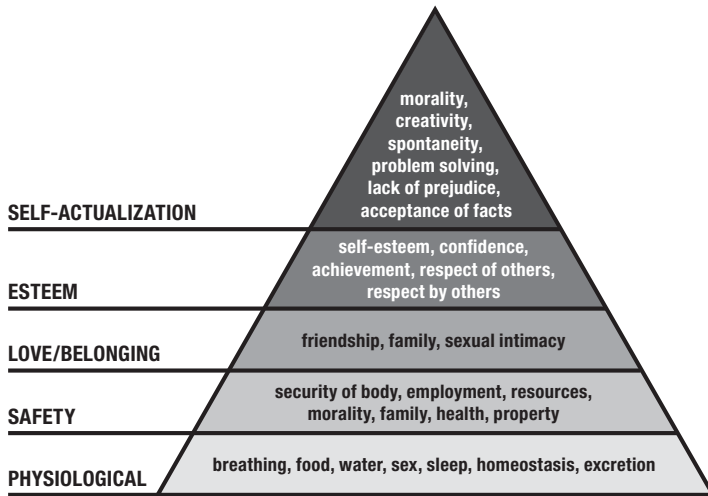 morality,
creativity,
spontaneity,
problem solving,
lack of prejudice,
acceptance of facts
SELF-ACTUALIZATION
self-esteem, confidence,
achievement, respect of others,
respect by others
ESTEEM
friendship, family, sexual intimacy
LOVE/BELONGING
security of body, employment, resources,
morality, family, health, property
SAFETY
breathing, food, water, sex, sleep, homeostasis, excretion
PHYSIOLOGICAL